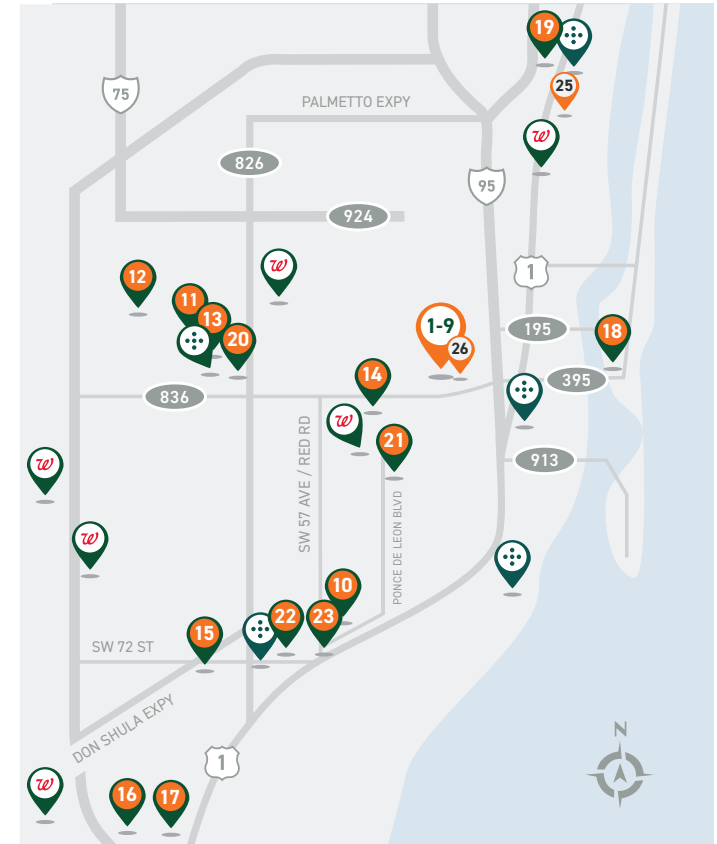 19
25
75
PALMETTO EXPY
w
826
95
924
w
1
12
11
13
20
1-9
26
195
18
14
395
836
w
21
SW 57 AVE / RED RD
913
w
PONCE DE LEON BLVD
w
10
22
23
15
SW 72 ST
DON SHULA EXPY
N
1
w
16
17